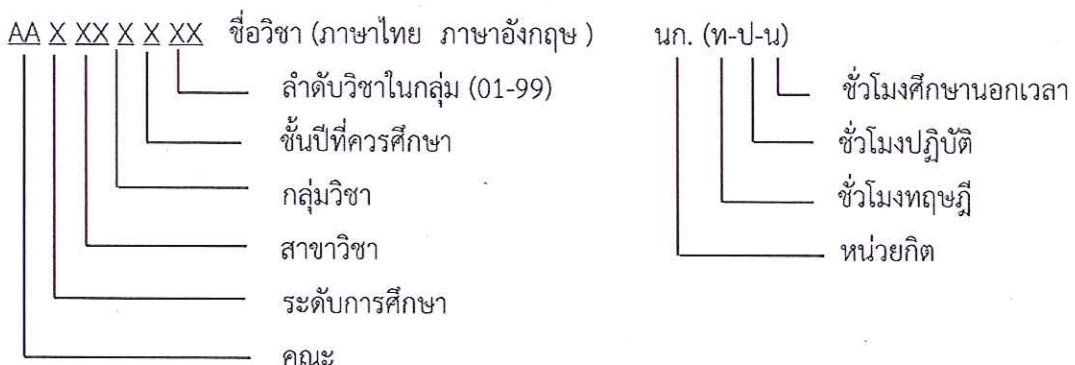 AA X XX X X XX ชื่อวิชา (ภาษาไทย ภาษาอังกฤษ ) นก. (ท-ป-น)
ลำดับวิชาในกลุ่ม (01-99) ชั่วโมงศึกษานอกเวลา
ชั้นปีที่ควรศึกษา ชั่วโมงปฏิบัติ
กลุ่มวิชา ชั่วโมงทฤษฎี
สาขาวิชา หน่วยกิต
ระดับการศึกษา
คณะ